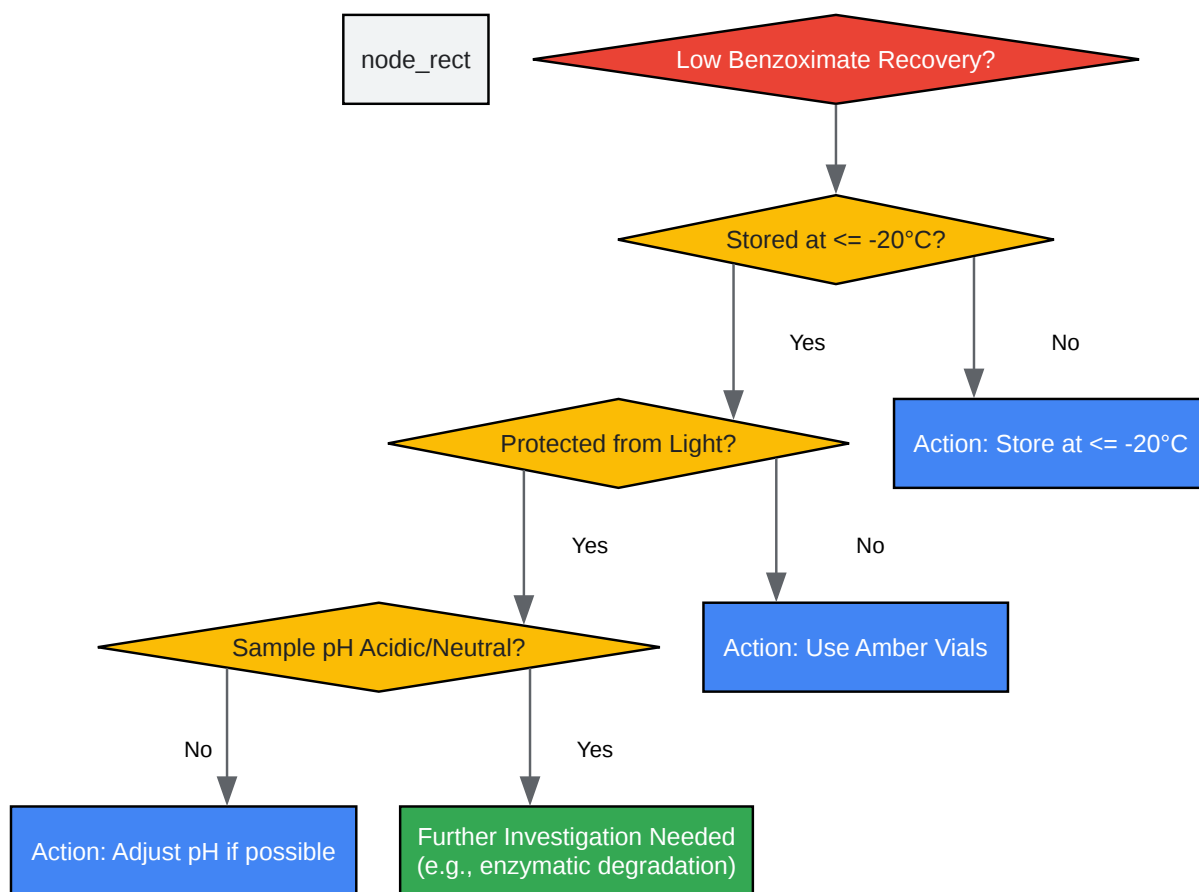 node_rect
Low Benzoximate Recovery?
Stored at <= -20°C?
Yes
No
Protected from Light?
Action: Store at <= -20°C
Yes
No
Sample pH Acidic/Neutral?
Action: Use Amber Vials
No
Yes
Action: Adjust pH if possible
Further Investigation Needed
(e.g., enzymatic degradation)